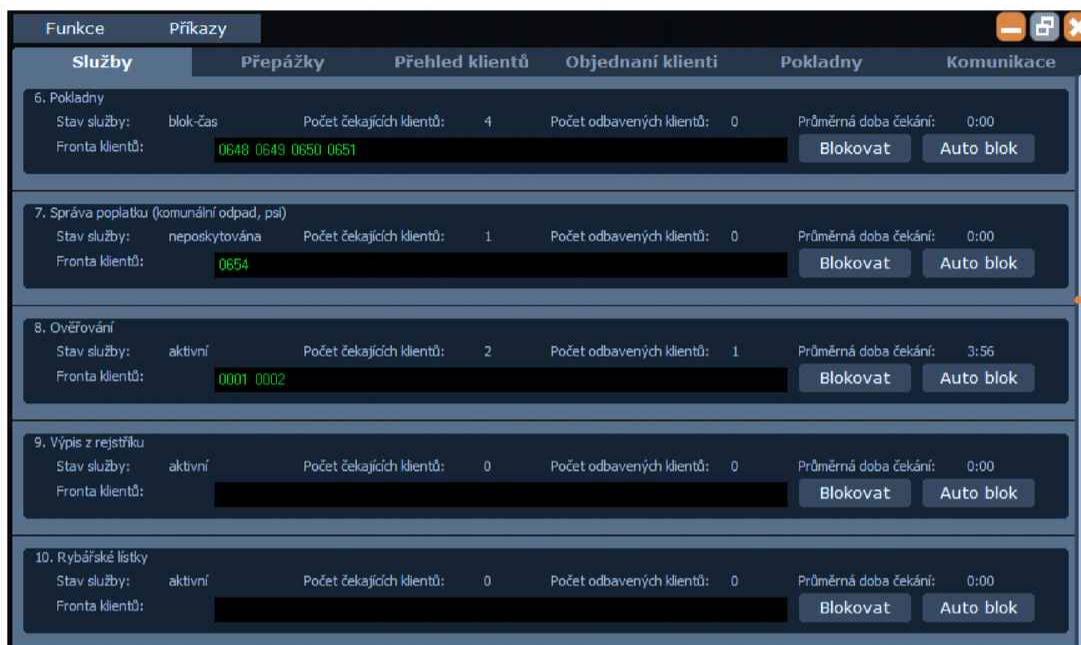 Funkce Příkazy
Služby Přepážky Přehled klientů Objednaní klienti Pokladny Komunikace
6. Pokladny
Stav služby: blok-čas Počet čekajících klientů: 4 Počet odbavených klientů: 0 Průměrná doba čekání: 0:00
Fronta klientů: 0648 0649 0650 0651 Blokovat Auto blok
7. Správa poplatku (komunální odpad, psi)
Stav služby: neposkytována Počet čekajících klientů: 1 Počet odbavených klientů: 0 Průměrná doba čekání: 0:00
Fronta klientů: 0654 Blokovat Auto blok
8. Ověřování
Stav služby: aktivní Počet čekajících klientů: 2 Počet odbavených klientů: 1 Průměrná doba čekání: 3:56
Fronta klientů: 0001 0002 Blokovat Auto blok
9. Výpis z rejstříku
Stav služby: aktivní Počet čekajících klientů: 0 Počet odbavených klientů: 0 Průměrná doba čekání: 0:00
Fronta klientů: Blokovat Auto blok
10. Rybářské lístky
Stav služby: aktivní Počet čekajících klientů: 0 Počet odbavených klientů: 0 Průměrná doba čekání: 0:00
Fronta klientů: Blokovat Auto blok